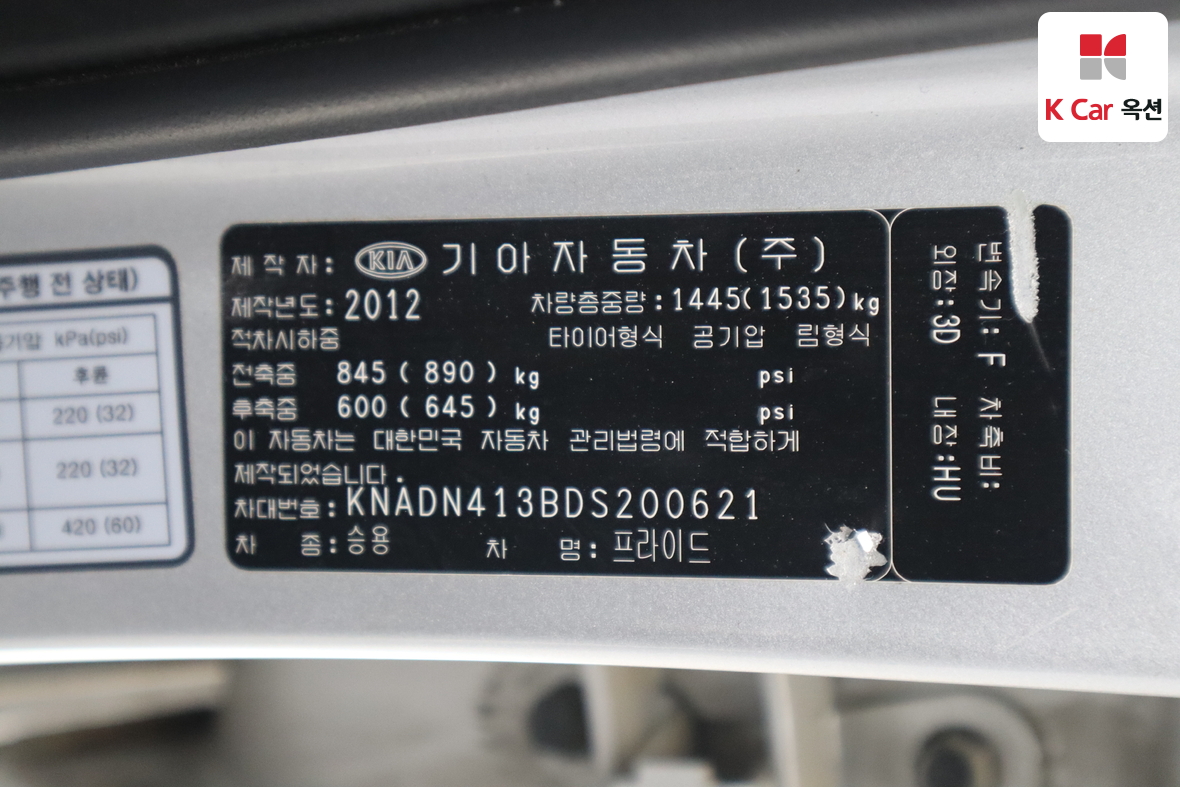 K Car 옥션
주행 전 상태)
기압 kPa(psi)
후륜
220 (32)
220 (32)
420 (60)
제 작 자: KIA 기 아 자 동 차 (주)
제작년도: 2012 차량총중량: 1445(1535)kg
적차시하중 타이어형식 공기압 림형식
전축중 845 ( 890 ) kg psi
후축중 600 ( 645 ) kg psi
이 자동차는 대한민국 자동차 관리법령에 적합하게
제작되었습니다.
차대번호: KNADN413BDS200621
차 종: 승용 차 명: 프라이드
변속기: F 차축비:
외장:3D 내장:HU